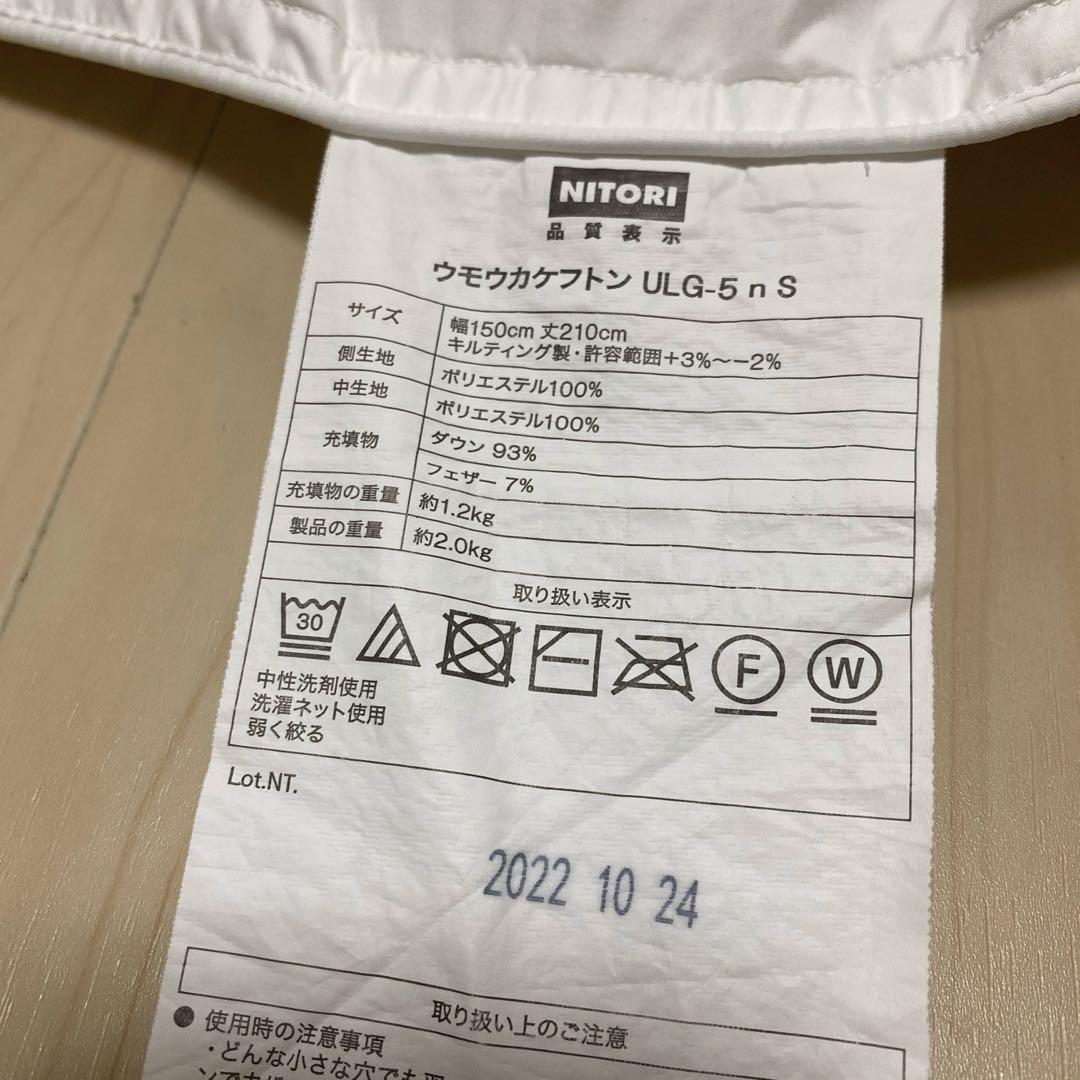 NITORI
品質表示
ウモウカケフトン ULG-5 n S
サイズ
幅150cm 丈210cm
キルティング製・許容範囲+3%～-2%
側生地
ポリエステル100%
中生地
ポリエステル100%
充填物
ダウン 93%
フェザー 7%
充填物の重量
約1.2kg
製品の重量
約2.0kg
取り扱い表示
30
F
W
中性洗剤使用
洗濯ネット使用
弱く絞る
Lot.NT.
2022 10 24
取り扱い上のご注意
● 使用時の注意事項
・どんな小さな穴でも